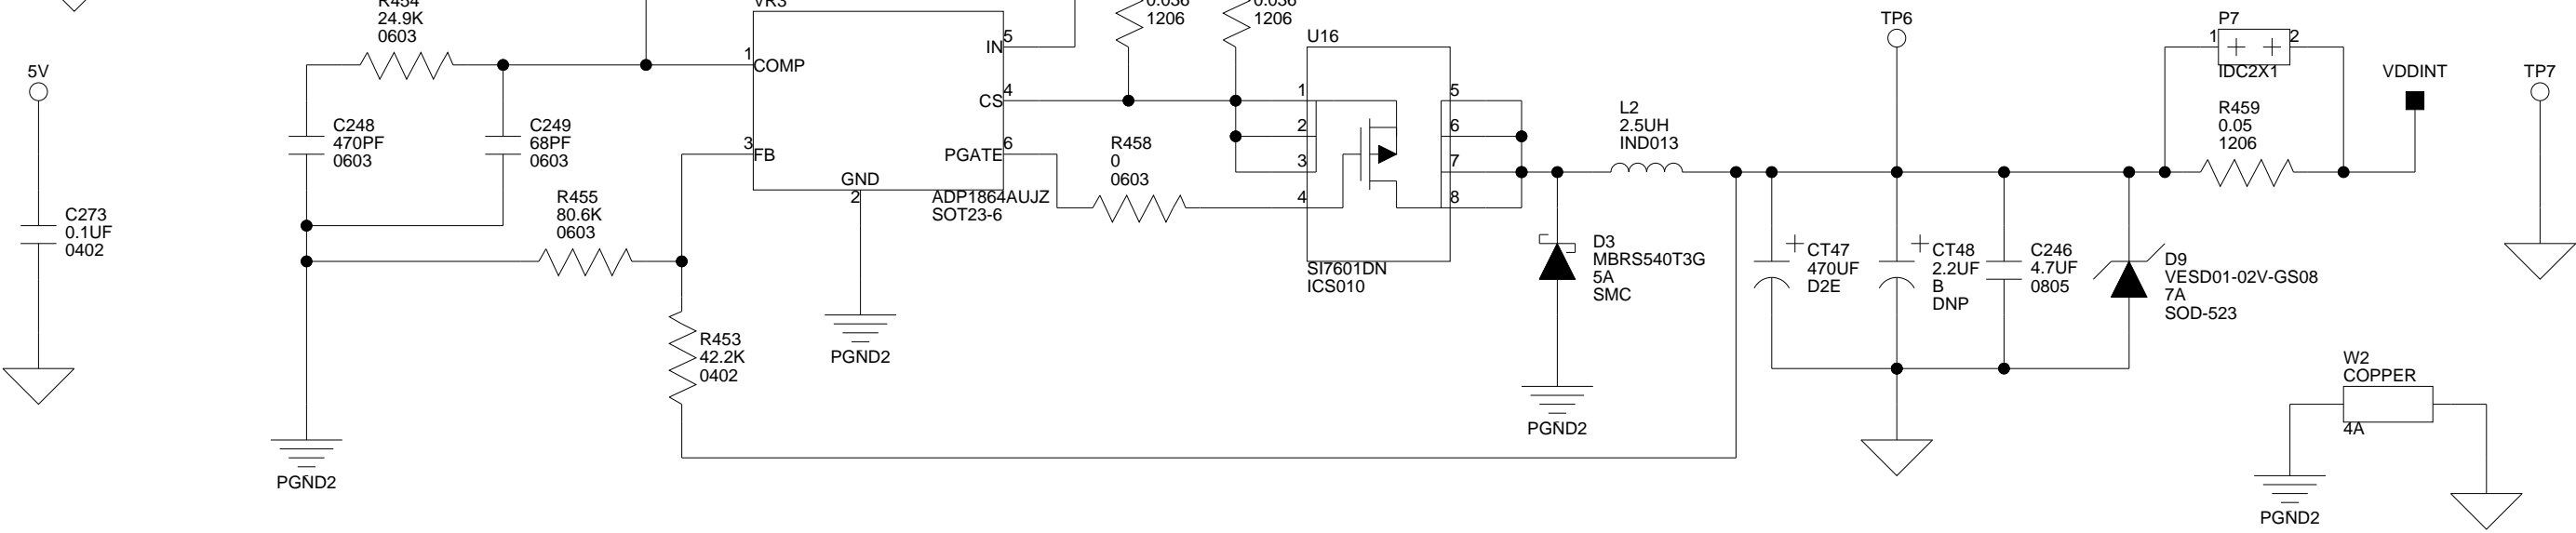 5V
C273
0.1UF
0402
R454
24.9K
0603
C248
470PF
0603
C249
68PF
0603
R455
80.6K
0603
PGND2
R453
42.2K
0402
VR3
1
COMP
3
FB
IN
5
CS
4
PGATE
6
GND
2
ADP1864AUJZ
SOT23-6
PGND2
0.036
1206
0.036
1206
R458
0
0603
U16
1
2
3
4
5
6
7
8
SI7601DN
ICS010
D3
MBRS540T3G
5A
SMC
PGND2
L2
2.5UH
IND013
TP6
CT47
470UF
D2E
CT48
2.2UF
B
DNP
C246
4.7UF
0805
D9
VESD01-02V-GS08
7A
SOD-523
P7
1
2
IDC2X1
R459
0.05
1206
VDDINT
TP7
W2
COPPER
4A
PGND2